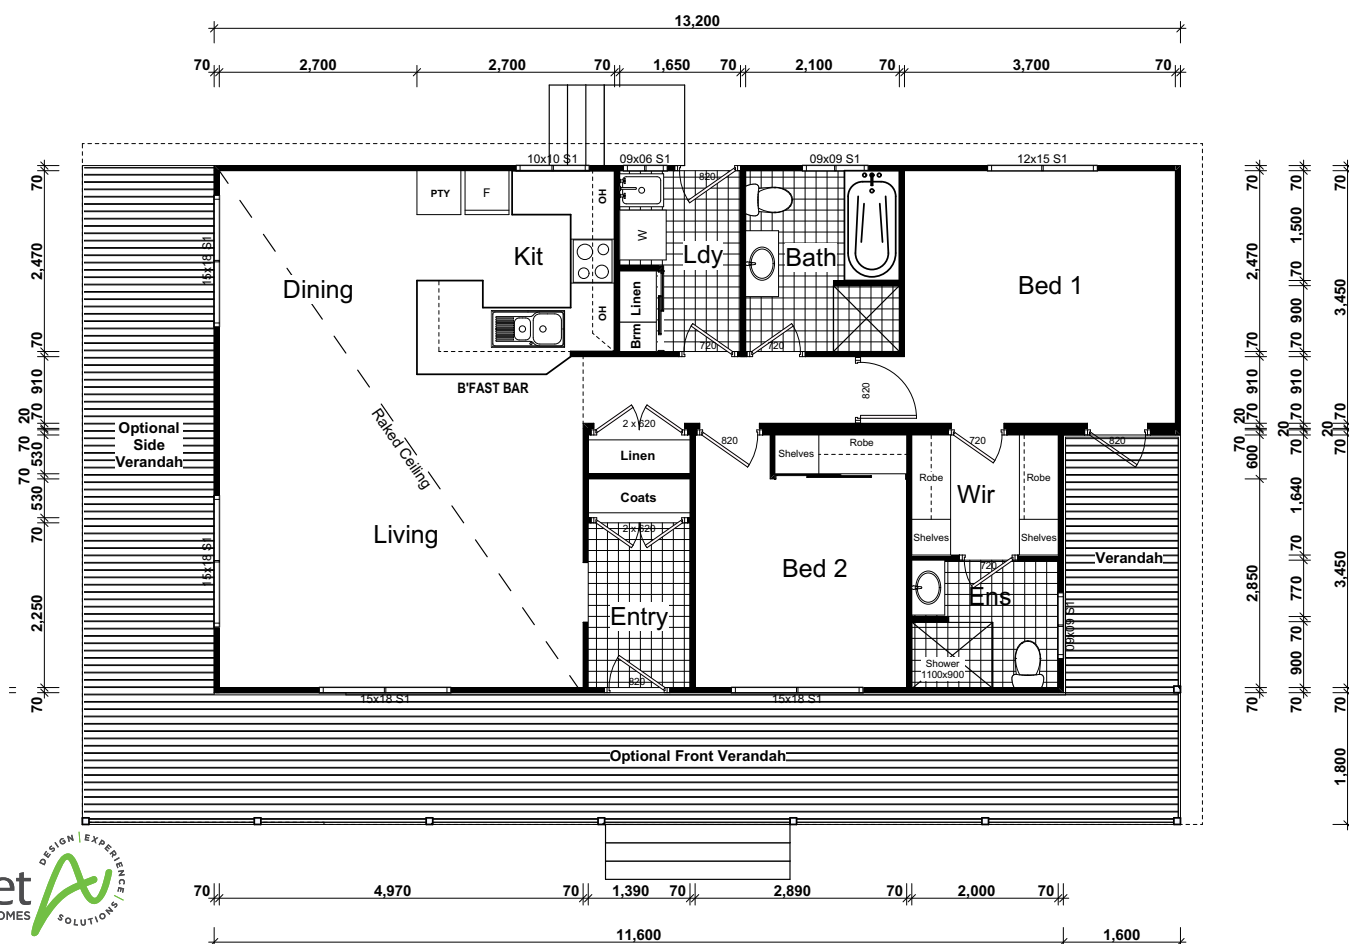 13,200
70 2,700 2,700 70 1,650 70 2,100 70 3,700 70
10x10 S1 09x06 S1 09x09 S1 12x15 S1
PTY F OH 820
W
Kit Ldy Bath Bed 1
Dining
15x18 S1
Linen
OH
Brm
720 720
B'FAST BAR
820
Raked Ceiling
2 x 620 820 Robe 720 820
Shelves
Linen
Optional
Side
Verandah
Coats
Robe Wir Robe
2 x 620
Shelves Shelves
Living
15x18 S1
Bed 2
720
Verandah
Ens
Entry
09x09 S1
Shower
1100x900
820
15x18 S1 15x18 S1
Optional Front Verandah
70
2,470
70
910
70
20
70
530
70
530
70
2,250
70
70
2,470
70
910
70
20
70
600
2,850
70
70
1,500
70
900
70
910
70
20
70
1,640
70
770
70
900
70
70
3,450
70
20
70
3,450
70
1,800
70 4,970 70 1,390 70 2,890 70 2,000 70
11,600 1,600
et
OMES
DESIGN | EXPERIENCE | SOLUTIONS